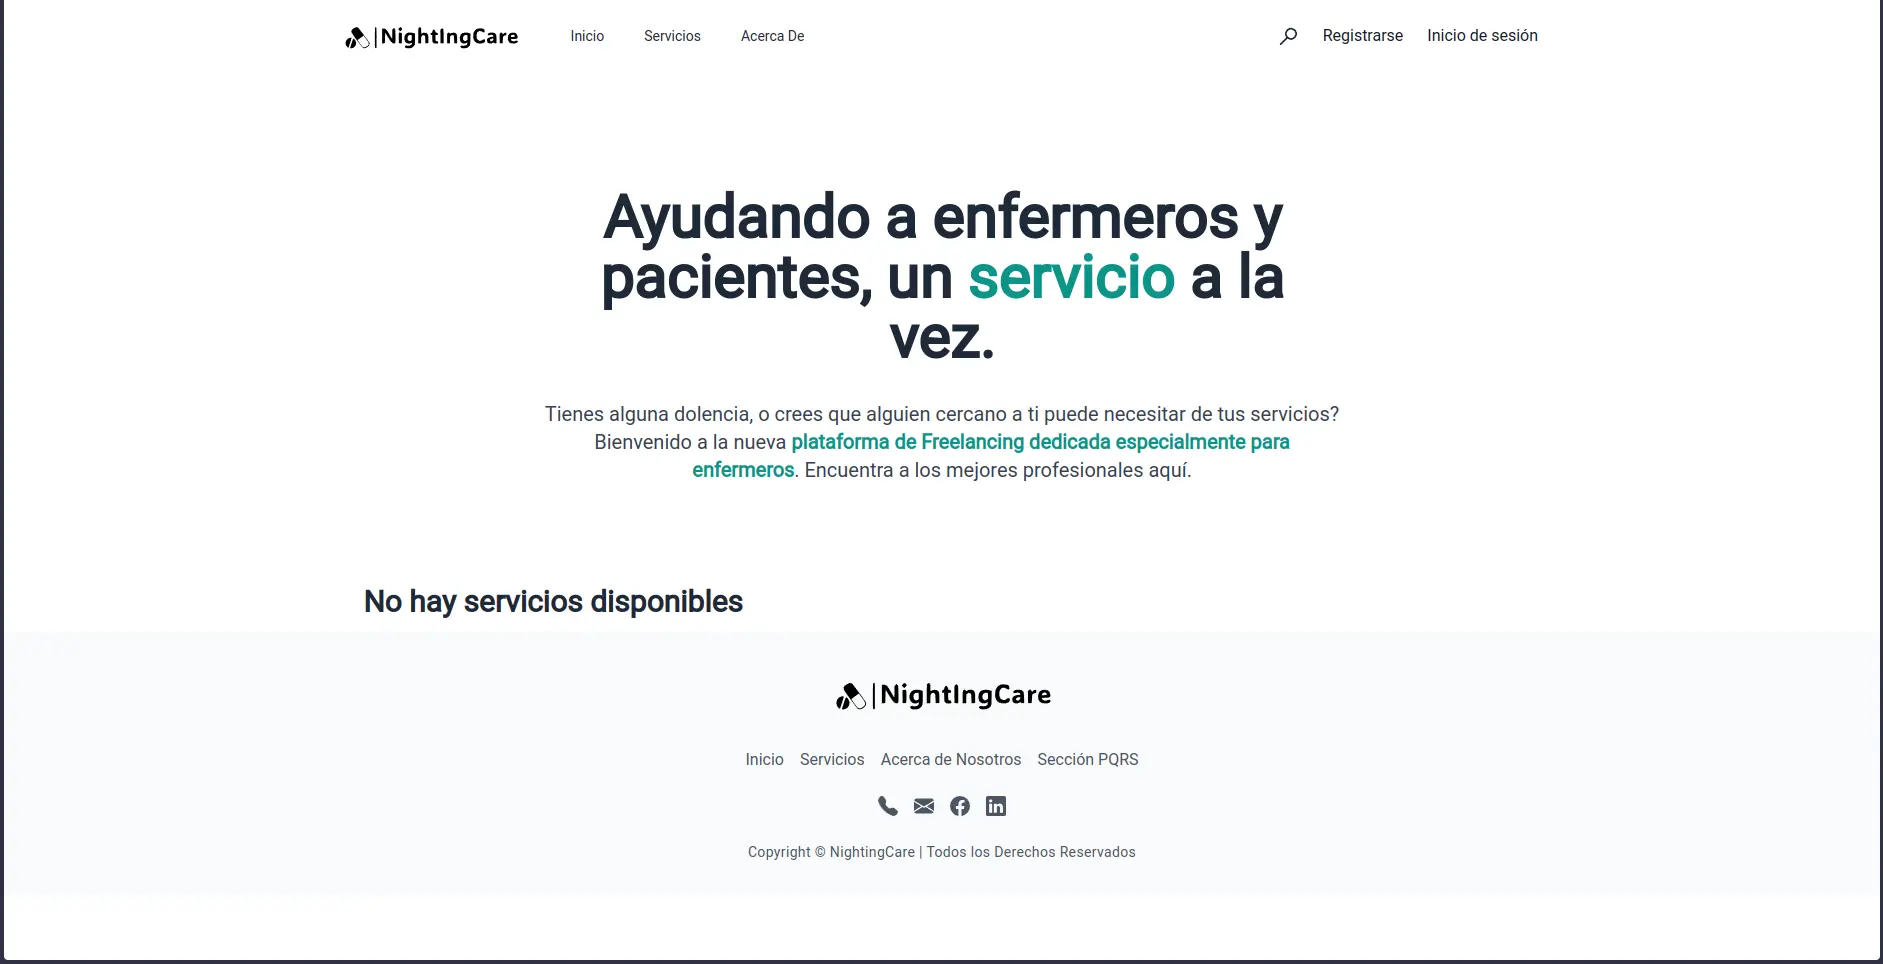 NightIngCare
Inicio
Servicios
Acerca De
Registrarse
Inicio de sesión
Ayudando a enfermeros y
pacientes, un servicio a la
vez.
Tienes alguna dolencia, o crees que alguien cercano a ti puede necesitar de tus servicios?
Bienvenido a la nueva plataforma de Freelancing dedicada especialmente para
enfermeros. Encuentra a los mejores profesionales aquí.
No hay servicios disponibles
NightIngCare
Inicio Servicios Acerca de Nosotros Sección PQRS
Copyright © NightingCare | Todos los Derechos Reservados